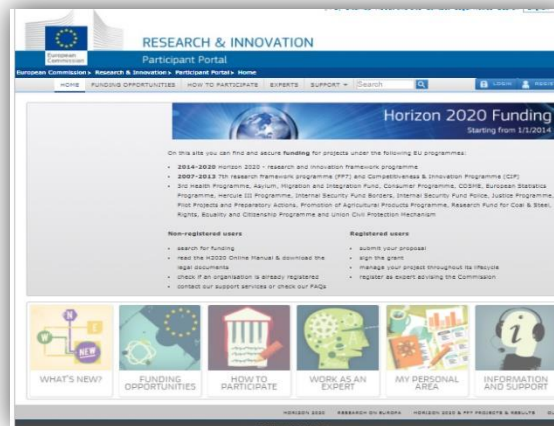 European
Commission
RESEARCH & INNOVATION
Participant Portal
European Commission > Research & Innovation > Participant Portal > Home
HOME FUNDING OPPORTUNITIES HOW TO PARTICIPATE EXPERTS SUPPORT Search LOGIN
Horizon 2020 Funding
Starting from 1/1/2014
On this site you can find and secure funding for projects under the following EU programmes:
• 2014-2020 Horizon 2020 - research and innovation framework programme
• 2007-2013 7th research framework programme (FP7) and Competitiveness & Innovation Programme (CIP)
• 3rd Health Programme, Asylum, Migration and Integration Fund, Consumer Programme, COSME, European Statistics
Programme, Hercule III Programme, Internal Security Fund Borders, Internal Security Fund Police, Justice Programme,
Pilot Projects and Preparatory Actions, Promotion of Agricultural Products Programme, Research Fund for Coal & Steel,
Rights, Equality and Citizenship Programme and Union Civil Protection Mechanism
Non-registered users
• search for funding
• read the H2020 Online Manual & download the
legal documents
• check if an organisation is already registered
• contact our support services or check our FAQs
Registered users
• submit your proposal
• sign the grant
• manage your project throughout its lifecycle
• register as expert advising the Commission
N
W
E
NEW
WHAT'S NEW?
FUNDING
OPPORTUNITIES
HOW TO
PARTICIPATE
WORK AS AN
EXPERT
MY PERSONAL
AREA
INFORMATION
AND SUPPORT
HORIZON 2020 RESEARCH ON EUROPA HORIZON 2020 & FP7 PROJECTS & RESULTS